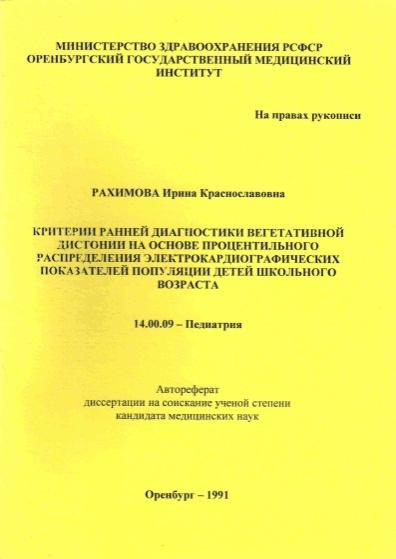 МИНИСТЕРСТВО ЗДРАВООХРАНЕНИЯ РСФСР
ОРЕНБУРГСКИЙ ГОСУДАРСТВЕННЫЙ МЕДИЦИНСКИЙ
ИНСТИТУТ
На правах рукописи
РАХИМОВА Ирина Краснославовна
КРИТЕРИИ РАННЕЙ ДИАГНОСТИКИ ВЕГЕТАТИВНОЙ
ДИСТОНИИ НА ОСНОВЕ ПРОЦЕНТИЛЬНОГО
РАСПРЕДЕЛЕНИЯ ЭЛЕКТРОКАРДИОГРАФИЧЕСКИХ
ПОКАЗАТЕЛЕЙ ПОПУЛЯЦИИ ДЕТЕЙ ШКОЛЬНОГО
ВОЗРАСТА
14.00.09 – Педиатрия
Автореферат
диссертации на соискание ученой степени
кандидата медицинских наук
Оренбург – 1991